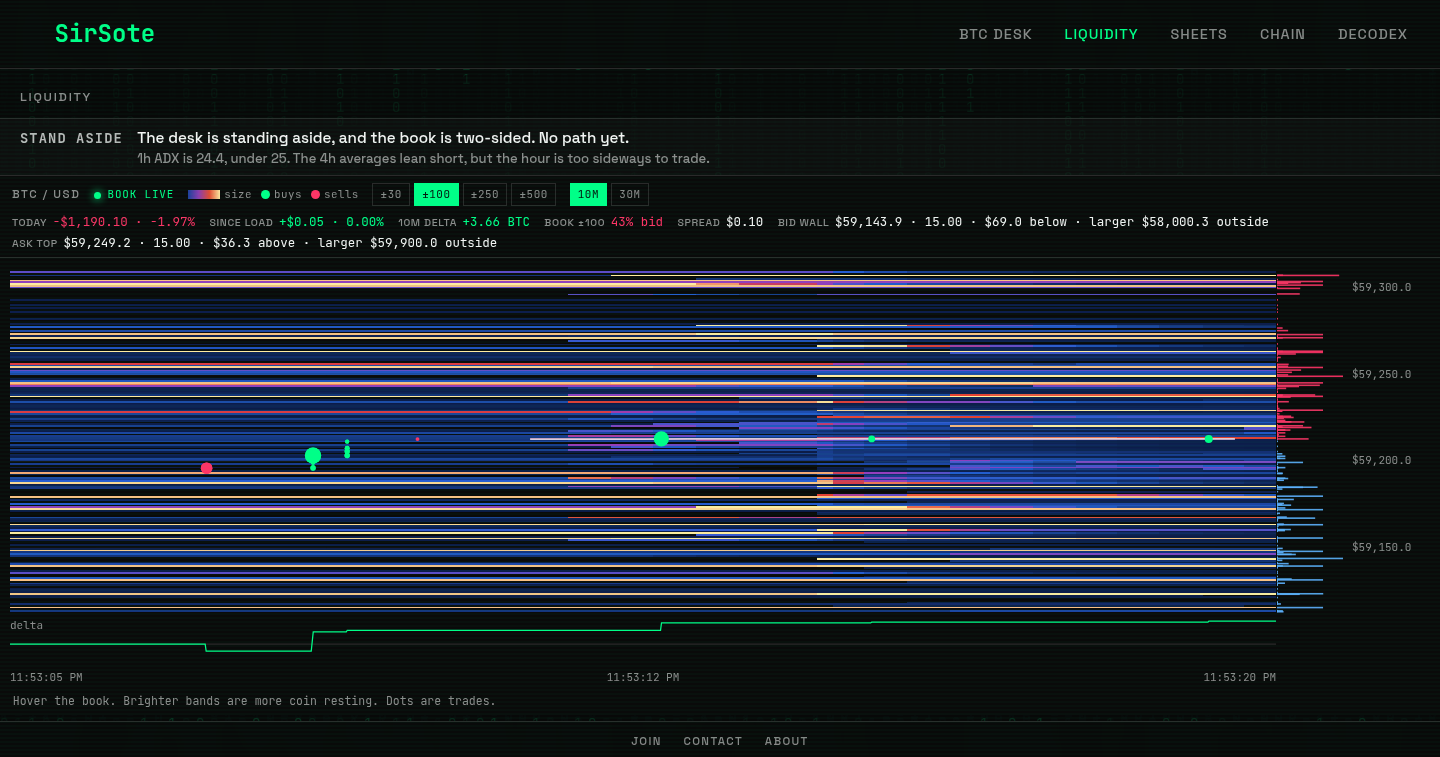 SirSote
BTC DESK LIQUIDITY SHEETS CHAIN DECODEX
LIQUIDITY
STAND ASIDE The desk is standing aside, and the book is two-sided. No path yet.
1h ADX is 24.4, under 25. The 4h averages lean short, but the hour is too sideways to trade.
BTC / USD BOOK LIVE size buys sells ±30 ±100 ±250 ±500 10M 30M
TODAY -$1,190.10 · -1.97% SINCE LOAD +$0.05 · 0.00% 10M DELTA +3.66 BTC BOOK ±100 43% bid SPREAD $0.10 BID WALL $59,143.9 · 15.00 · $69.0 below · larger $58,000.3 outside
ASK TOP $59,249.2 · 15.00 · $36.3 above · larger $59,900.0 outside
$59,300.0
$59,250.0
$59,200.0
$59,150.0
delta
11:53:05 PM 11:53:12 PM 11:53:20 PM
Hover the book. Brighter bands are more coin resting. Dots are trades.
JOIN CONTACT ABOUT